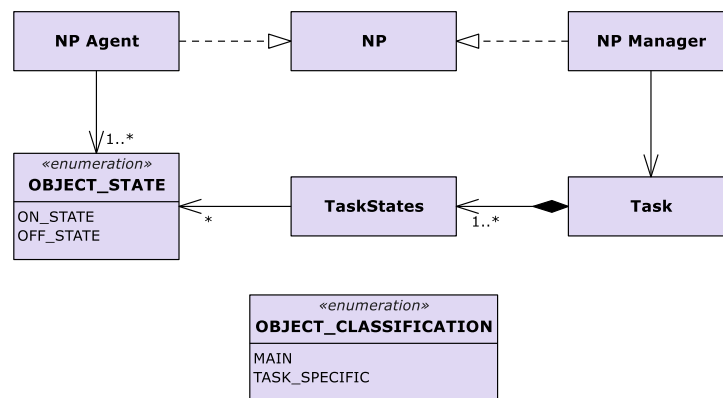 NP Agent
NP
NP Manager
1..*
«enumeration»
OBJECT_STATE
ON_STATE
OFF_STATE
*
TaskStates
1..*
Task
«enumeration»
OBJECT_CLASSIFICATION
MAIN
TASK_SPECIFIC